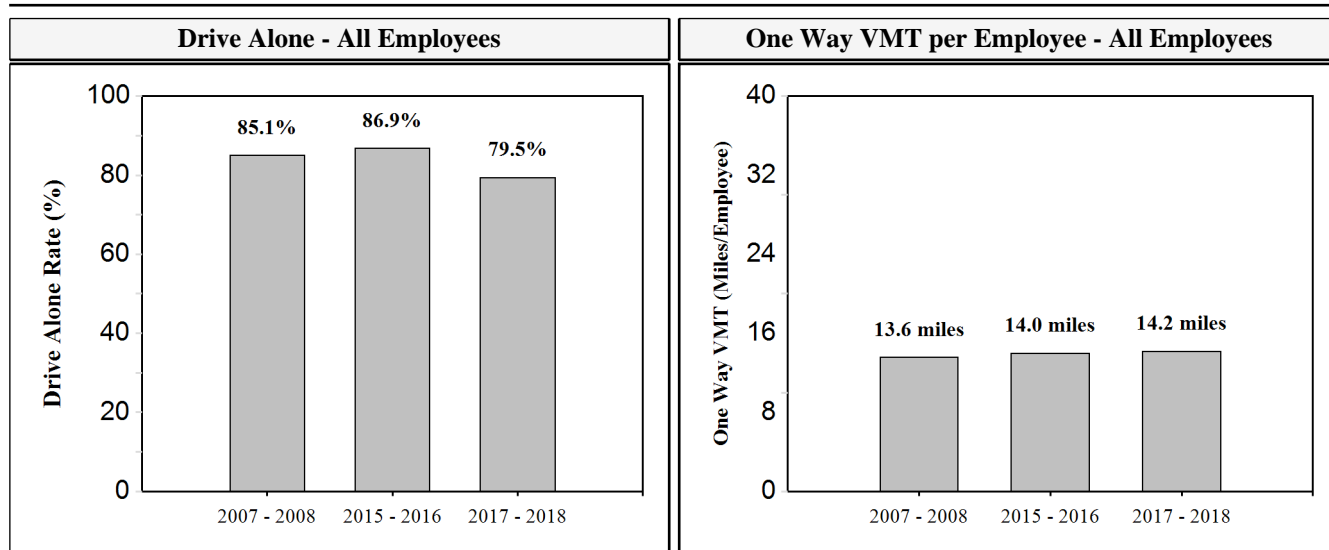 Drive Alone - All Employees
One Way VMT per Employee - All Employees
Drive Alone Rate (%)
100
80
60
40
20
0
85.1%
86.9%
79.5%
2007 - 2008
2015 - 2016
2017 - 2018
One Way VMT (Miles/Employee)
40
32
24
16
8
0
13.6 miles
14.0 miles
14.2 miles
2007 - 2008
2015 - 2016
2017 - 2018